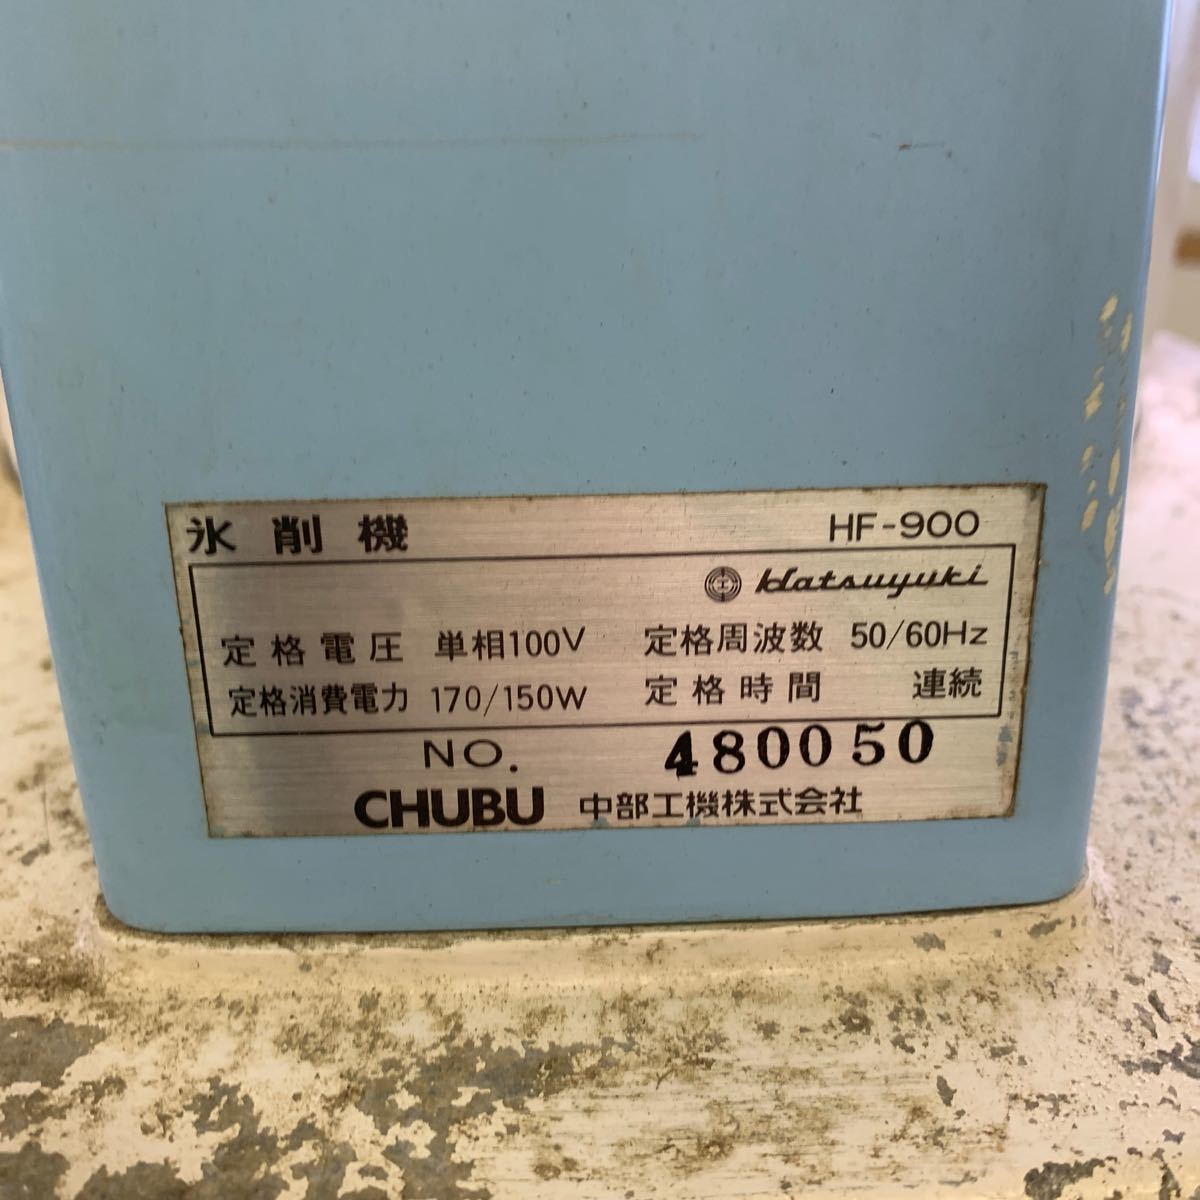 氷削機 HF-900
Hatsuyuki
定格電圧 単相100V 定格周波数 50/60Hz
定格消費電力 170/150W 定格時間 連続
NO. 480050
CHUBU 中部工機株式会社